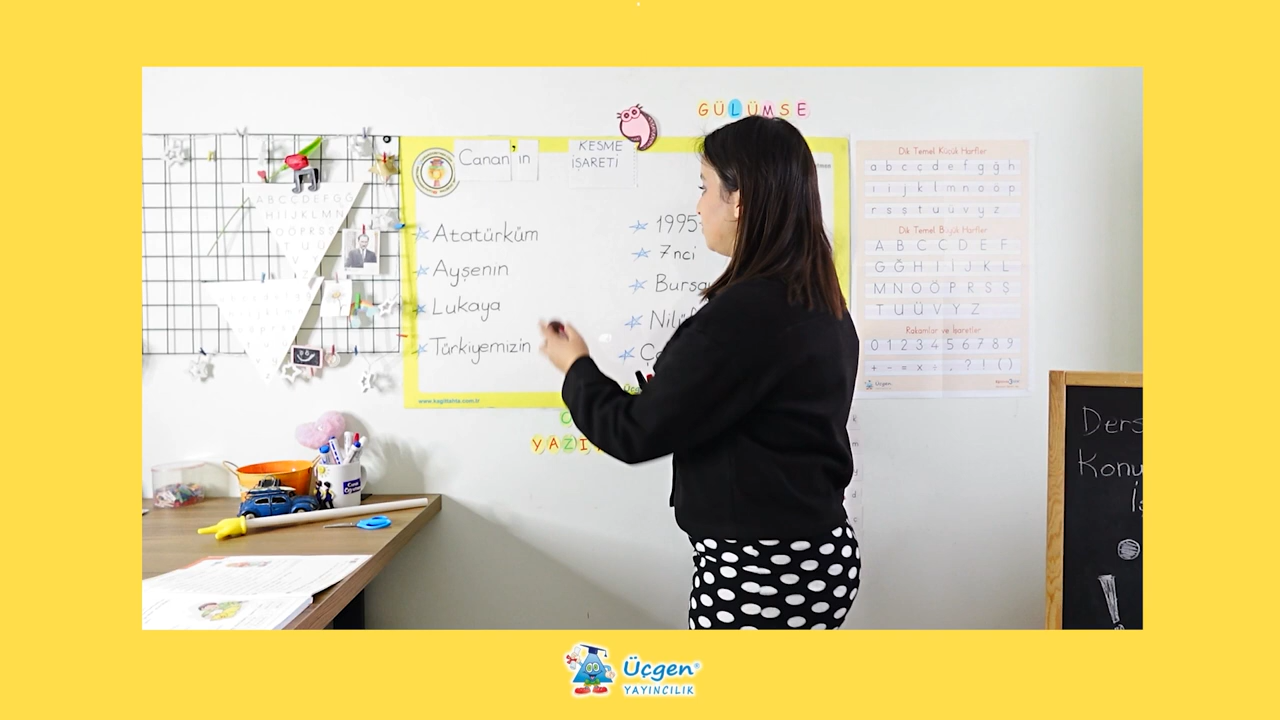 GÜLÜMSE
Canan'ın
KESME
İŞARETİ
Atatürküm
Ayşenin
Lukaya
Türkiyemizin
1995
7nci
www.kagittahta.com.tr
Dik Temel Küçük Harfler
a b c ç d e f g ğ h
ı i j k l m n o ö p
r s ş t u ü v y z
Dik Temel Büyük Harfler
A B C Ç D E F
G Ğ H I İ J K L
M N O Ö P R S Ş
T U Ü V Y Z
Rakamlar ve İşaretler
0 1 2 3 4 5 6 7 8 9
+ - = x ÷ . ? ! ( )
Üçgen
Ders
Konu
!
Üçgen
YAYINCILIK